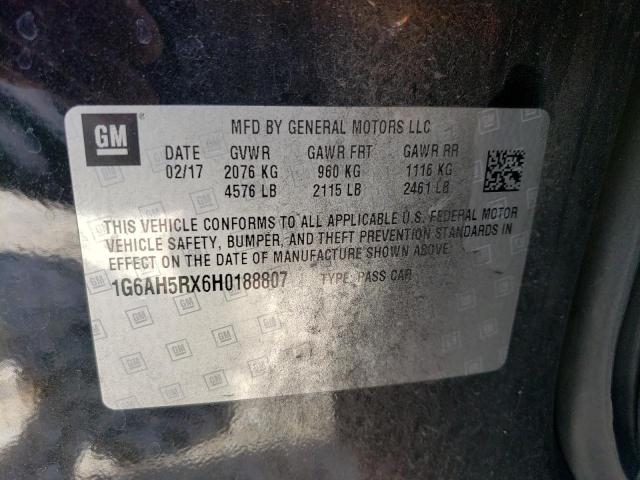 GM
MFD BY GENERAL MOTORS LLC
DATE GVWR GAWR FRT GAWR RR
02/17 2076 KG 960 KG 1116 KG
4576 LB 2115 LB 2461 LB
THIS VEHICLE CONFORMS TO ALL APPLICABLE U.S. FEDERAL MOTOR
VEHICLE SAFETY, BUMPER, AND THEFT PREVENTION STANDARDS IN
EFFECT ON THE DATE OF MANUFACTURE SHOWN ABOVE.
1G6AH5RX6H0188807 TYPE: PASS CAR